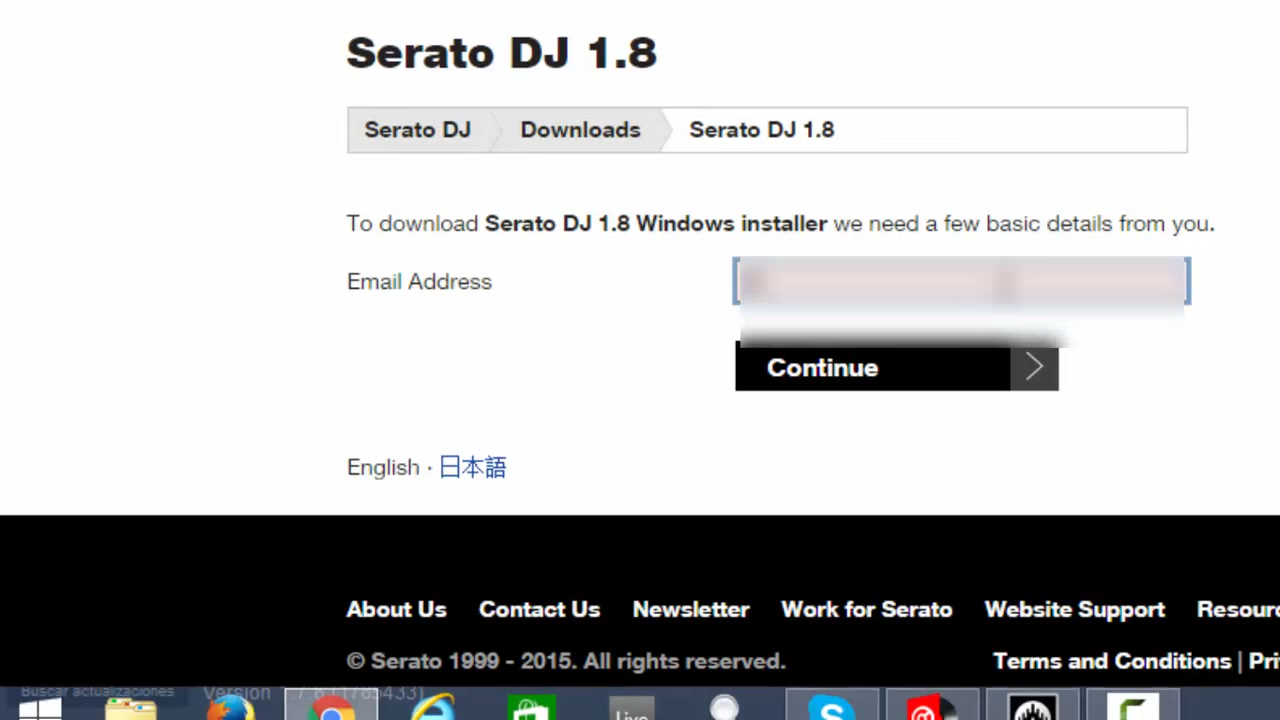 Serato DJ 1.8
Serato DJ Downloads Serato DJ 1.8
To download Serato DJ 1.8 Windows installer we need a few basic details from you.
Email Address
Continue
English · 日本語
About Us Contact Us Newsletter Work for Serato Website Support
© Serato 1999 - 2015. All rights reserved. Terms and Conditions |
Buscar actualizaciones Version
Live